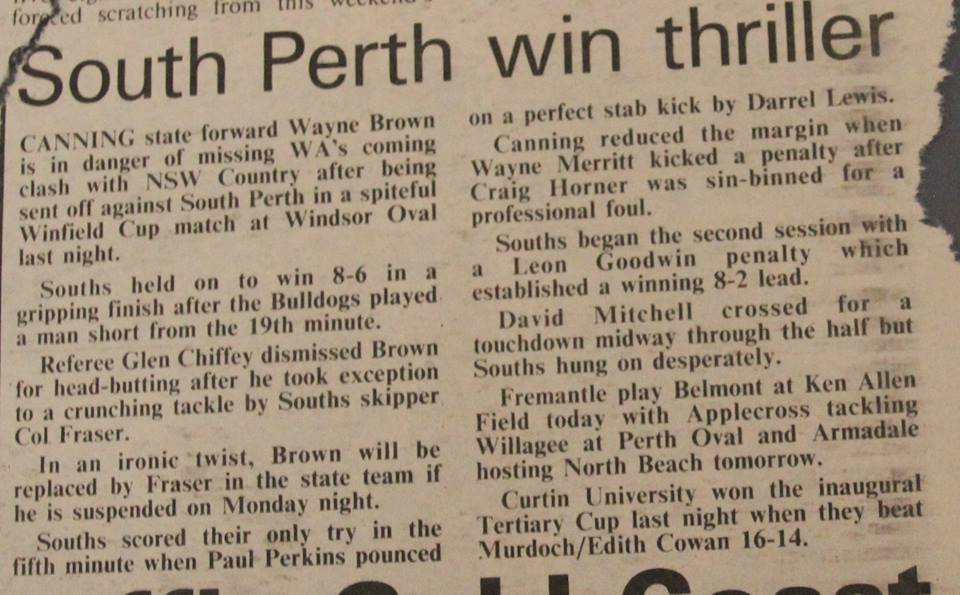 forced scratching from this weekend's
South Perth win thriller
CANNING state forward Wayne Brown
is in danger of missing WA's coming
clash with NSW Country after being
sent off against South Perth in a spiteful
Winfield Cup match at Windsor Oval
last night.
Souths held on to win 8-6 in a
gripping finish after the Bulldogs played
a man short from the 19th minute.
Referee Glen Chiffey dismissed Brown
for head-butting after he took exception
to a crunching tackle by Souths skipper
Col Fraser.
In an ironic twist, Brown will be
replaced by Fraser in the state team if
he is suspended on Monday night.
Souths scored their only try in the
fifth minute when Paul Perkins pounced
on a perfect stab kick by Darrel Lewis.
Canning reduced the margin when
Wayne Merritt kicked a penalty after
Craig Horner was sin-binned for a
professional foul.
Souths began the second session with
a Leon Goodwin penalty which
established a winning 8-2 lead.
David Mitchell crossed for a
touchdown midway through the half but
Souths hung on desperately.
Fremantle play Belmont at Ken Allen
Field today with Applecross tackling
Willagee at Perth Oval and Armadale
hosting North Beach tomorrow.
Curtin University won the inaugural
Tertiary Cup last night when they beat
Murdoch/Edith Cowan 16-14.
Gold Coast